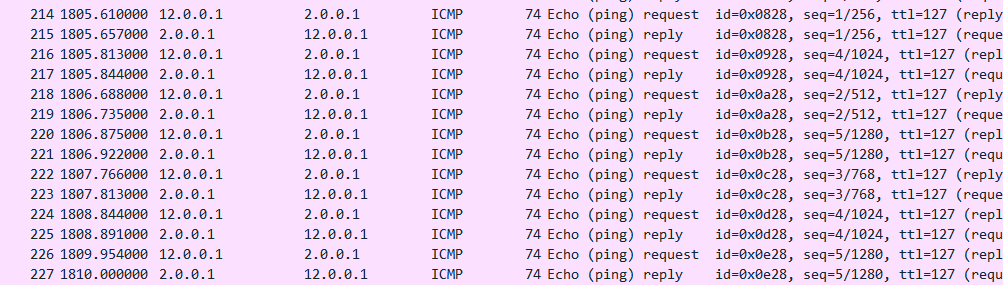 214 1805.610000 12.0.0.1 2.0.0.1 ICMP 74 Echo (ping) request id=0x0828, seq=1/256, ttl=127 (reply
215 1805.657000 2.0.0.1 12.0.0.1 ICMP 74 Echo (ping) reply id=0x0828, seq=1/256, ttl=127 (reque
216 1805.813000 12.0.0.1 2.0.0.1 ICMP 74 Echo (ping) request id=0x0928, seq=4/1024, ttl=127 (repl
217 1805.844000 2.0.0.1 12.0.0.1 ICMP 74 Echo (ping) reply id=0x0928, seq=4/1024, ttl=127 (requ
218 1806.688000 12.0.0.1 2.0.0.1 ICMP 74 Echo (ping) request id=0x0a28, seq=2/512, ttl=127 (reply
219 1806.735000 2.0.0.1 12.0.0.1 ICMP 74 Echo (ping) reply id=0x0a28, seq=2/512, ttl=127 (reque
220 1806.875000 12.0.0.1 2.0.0.1 ICMP 74 Echo (ping) request id=0x0b28, seq=5/1280, ttl=127 (repl
221 1806.922000 2.0.0.1 12.0.0.1 ICMP 74 Echo (ping) reply id=0x0b28, seq=5/1280, ttl=127 (requ
222 1807.766000 12.0.0.1 2.0.0.1 ICMP 74 Echo (ping) request id=0x0c28, seq=3/768, ttl=127 (reply
223 1807.813000 2.0.0.1 12.0.0.1 ICMP 74 Echo (ping) reply id=0x0c28, seq=3/768, ttl=127 (reque
224 1808.844000 12.0.0.1 2.0.0.1 ICMP 74 Echo (ping) request id=0x0d28, seq=4/1024, ttl=127 (repl
225 1808.891000 2.0.0.1 12.0.0.1 ICMP 74 Echo (ping) reply id=0x0d28, seq=4/1024, ttl=127 (requ
226 1809.954000 12.0.0.1 2.0.0.1 ICMP 74 Echo (ping) request id=0x0e28, seq=5/1280, ttl=127 (repl
227 1810.000000 2.0.0.1 12.0.0.1 ICMP 74 Echo (ping) reply id=0x0e28, seq=5/1280, ttl=127 (requ